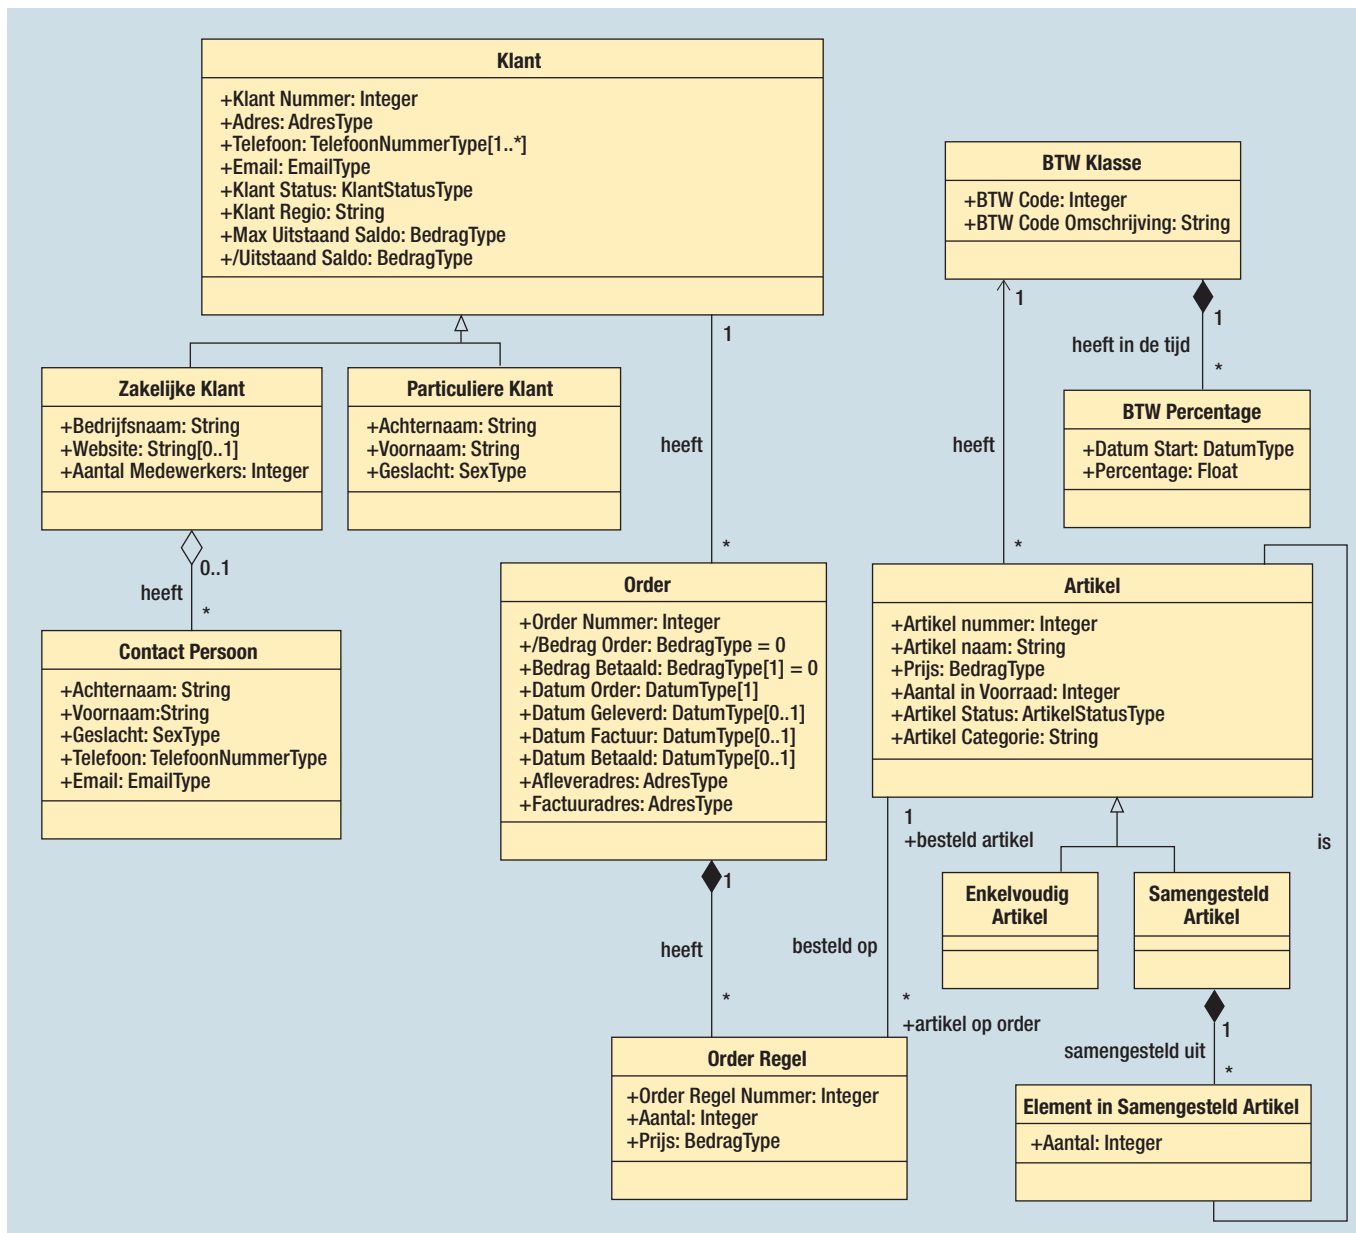 Klant
+Klant Nummer: Integer
+Adres: AdresType
+Telefoon: TelefoonNummerType[1..*]
+Email: EmailType
+Klant Status: KlantStatusType
+Klant Regio: String
+Max Uitstaand Saldo: BedragType
+/Uitstaand Saldo: BedragType
BTW Klasse
+BTW Code: Integer
+BTW Code Omschrijving: String
1
1
1
heeft in de tijd
*
Zakelijke Klant
+Bedrijfsnaam: String
+Website: String[0..1]
+Aantal Medewerkers: Integer
Particuliere Klant
+Achternaam: String
+Voornaam: String
+Geslacht: SexType
heeft
heeft
BTW Percentage
+Datum Start: DatumType
+Percentage: Float
0..1
heeft
*
*
*
Contact Persoon
+Achternaam: String
+Voornaam:String
+Geslacht: SexType
+Telefoon: TelefoonNummerType
+Email: EmailType
Order
+Order Nummer: Integer
+/Bedrag Order: BedragType = 0
+Bedrag Betaald: BedragType[1] = 0
+Datum Order: DatumType[1]
+Datum Geleverd: DatumType[0..1]
+Datum Factuur: DatumType[0..1]
+Datum Betaald: DatumType[0..1]
+Afleveradres: AdresType
+Factuuradres: AdresType
Artikel
+Artikel nummer: Integer
+Artikel naam: String
+Prijs: BedragType
+Aantal in Voorraad: Integer
+Artikel Status: ArtikelStatusType
+Artikel Categorie: String
1
+besteld artikel
is
1
heeft
*
besteld op
*
+artikel op order
Enkelvoudig
Artikel
Samengesteld
Artikel
1
samengesteld uit
*
Order Regel
+Order Regel Nummer: Integer
+Aantal: Integer
+Prijs: BedragType
Element in Samengesteld Artikel
+Aantal: Integer